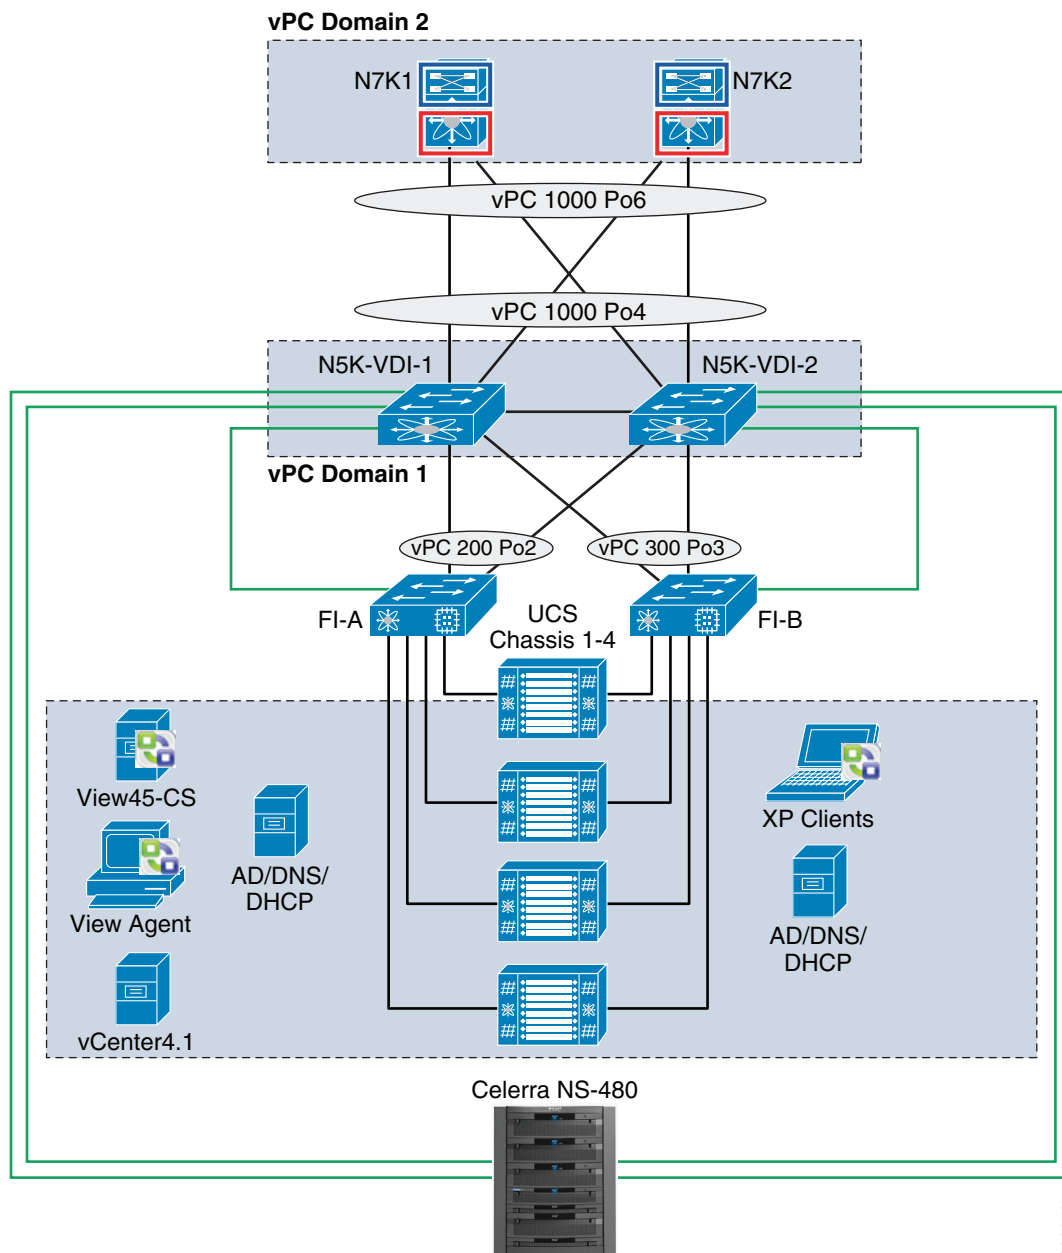 vPC Domain 2
N7K1
N7K2
vPC 1000 Po6
vPC 1000 Po4
N5K-VDI-1
N5K-VDI-2
vPC Domain 1
vPC 200 Po2
vPC 300 Po3
FI-A
UCS
Chassis 1-4
FI-B
View45-CS
XP Clients
AD/DNS/
DHCP
View Agent
AD/DNS/
DHCP
vCenter4.1
Celerra NS-480